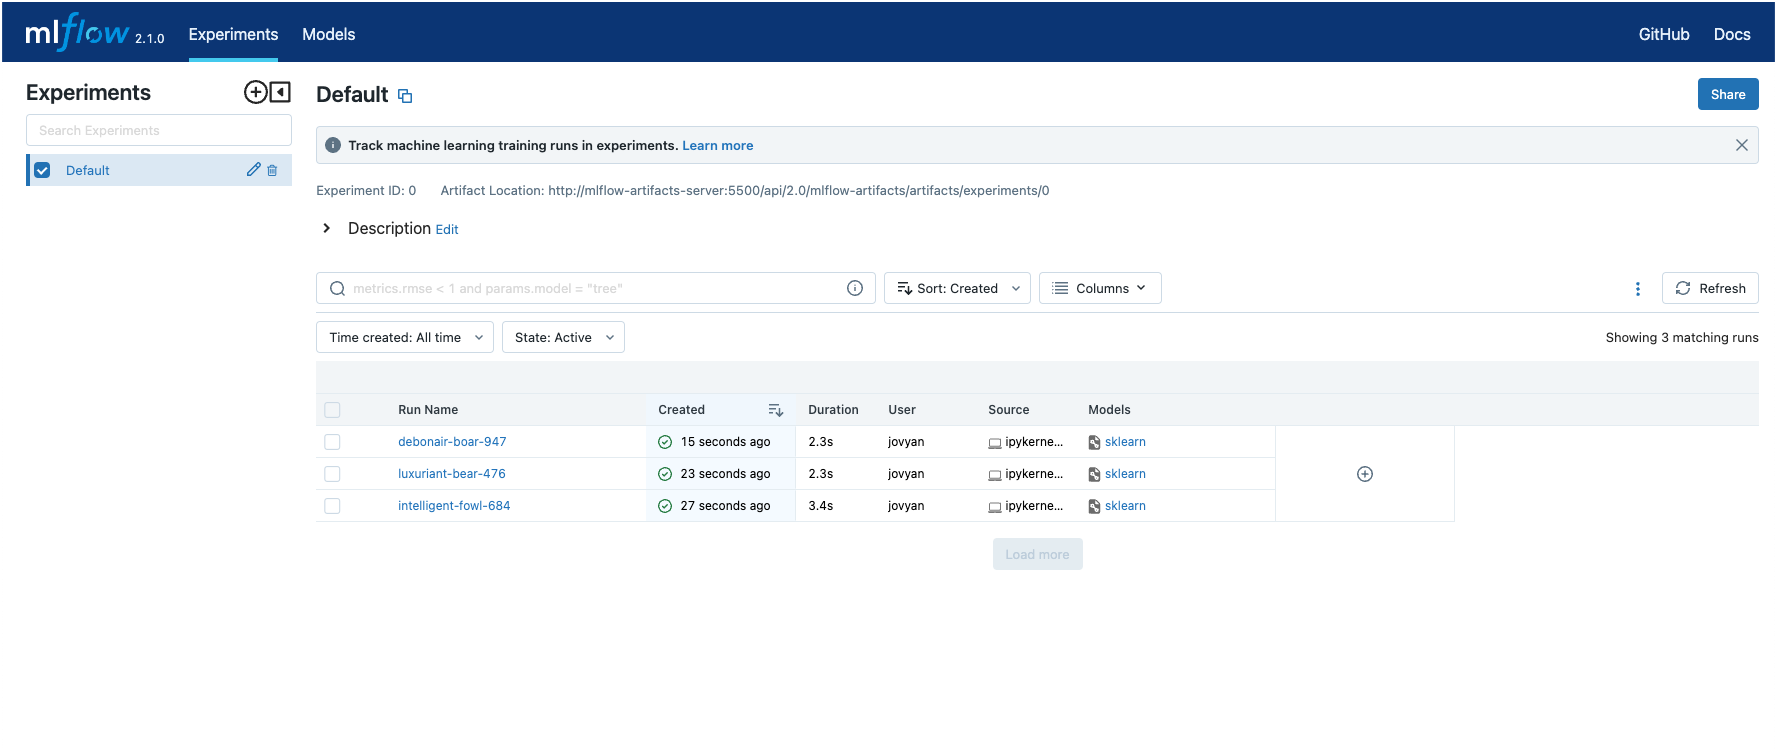 mlflow 2.1.0 Experiments Models GitHub Docs
Experiments
Search Experiments
Default
Default
Share
Track machine learning training runs in experiments. Learn more
Experiment ID: 0 Artifact Location: http://mlflow-artifacts-server:5500/api/2.0/mlflow-artifacts/artifacts/experiments/0
Description Edit
metrics.rmse < 1 and params.model = "tree"
Sort: Created
Columns
Refresh
Time created: All time
State: Active
Showing 3 matching runs
Run Name Created Duration User Source Models
debonair-boar-947 15 seconds ago 2.3s jovyan ipykerne... sklearn
luxuriant-bear-476 23 seconds ago 2.3s jovyan ipykerne... sklearn
intelligent-fowl-684 27 seconds ago 3.4s jovyan ipykerne... sklearn
Load more